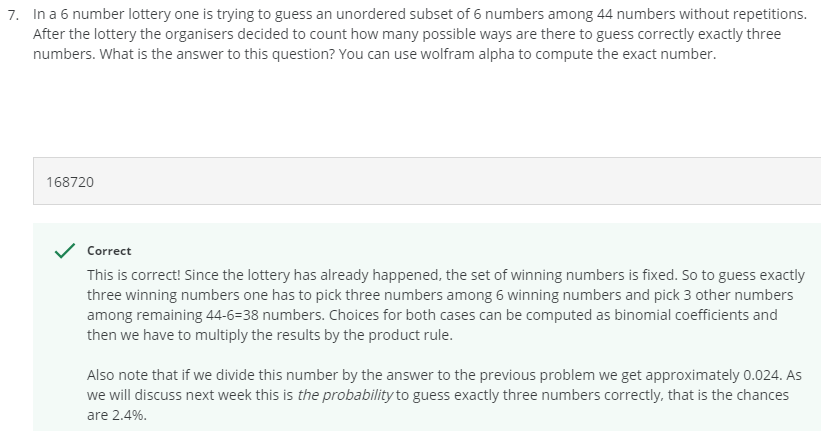 7. In a 6 number lottery one is trying to guess an unordered subset of 6 numbers among 44 numbers without repetitions.
After the lottery the organisers decided to count how many possible ways are there to guess correctly exactly three
numbers. What is the answer to this question? You can use wolfram alpha to compute the exact number.
168720
Correct
This is correct! Since the lottery has already happened, the set of winning numbers is fixed. So to guess exactly
three winning numbers one has to pick three numbers among 6 winning numbers and pick 3 other numbers
among remaining 44-6=38 numbers. Choices for both cases can be computed as binomial coefficients and
then we have to multiply the results by the product rule.
Also note that if we divide this number by the answer to the previous problem we get approximately 0.024. As
we will discuss next week this is the probability to guess exactly three numbers correctly, that is the chances
are 2.4%.